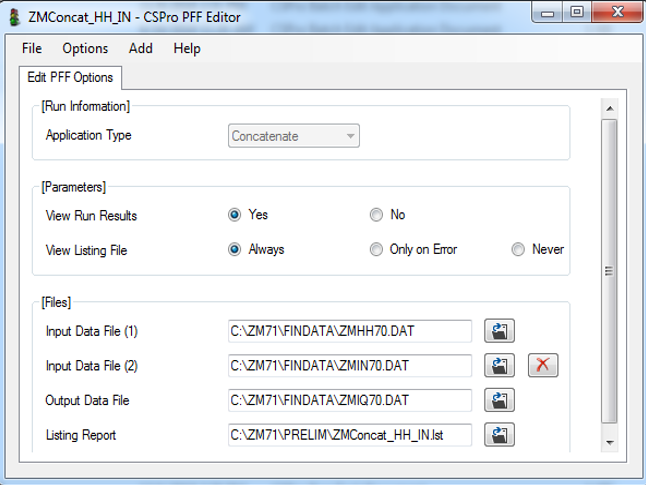 ZMConcat_HH_IN - CSPro PFF Editor
File Options Add Help
Edit PFF Options
[Run Information]
Application Type Concatenate
[Parameters]
View Run Results Yes No
View Listing File Always Only on Error Never
[Files]
Input Data File (1) C:\ZM71\FINDATA\ZMHH70.DAT
Input Data File (2) C:\ZM71\FINDATA\ZMIN70.DAT
Output Data File C:\ZM71\FINDATA\ZMIQ70.DAT
Listing Report C:\ZM71\PRELIM\ZMConcat_HH_IN.lst